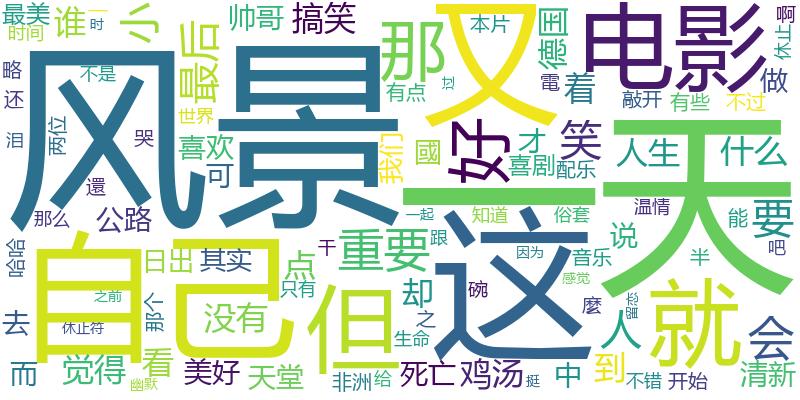 最美
一
时间
时
谁
小
帅哥
搞笑
那
本片
又
德国
电影
休止
啊
略
还
不是
最后
有点
过
着
電
敲开
有些
不过
做
泪
两位
哭
世界
喜欢
可
我们
國
好
才
喜剧
笑
配乐
人生
什么
风景
一天
還
那么
公路
一起
知道
俗套
温情
能
要
哈哈
自己
日出
其实
点
重要
跟
这
因为
音乐
说
半
吧
干
只有
但
却
之
碗
感觉
麼
留恋
就
会
去
休止符
之前
那个
没有
生命
人
而
觉得
看
幽默
美好
天堂
非洲
给
死亡
鸡汤
挺
中
到
不错
开始
清新